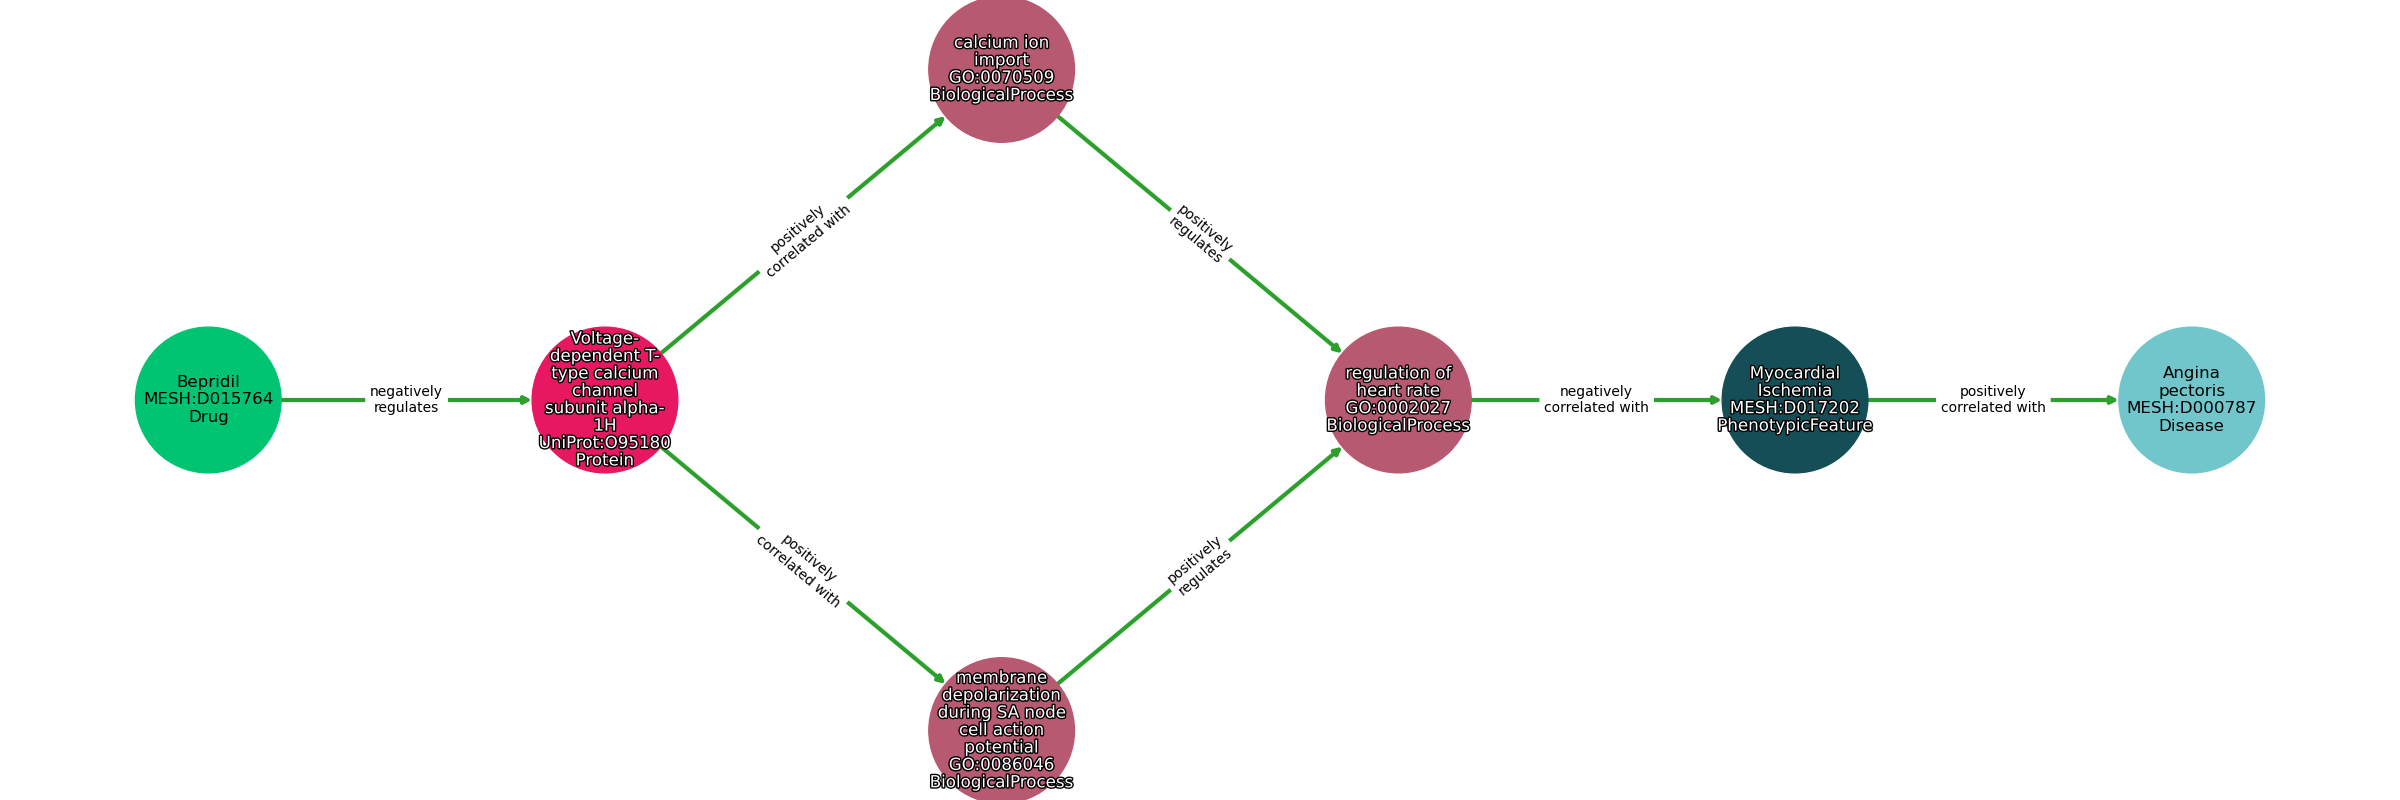 calcium ion
import
GO:0070509
BiologicalProcess
positively
correlated with
positively
regulates
Bepridil
MESH:D015764
Drug
negatively
regulates
Voltage-
dependent T-
type calcium
channel
subunit alpha-
1H
UniProt:O95180
Protein
regulation of
heart rate
GO:0002027
BiologicalProcess
negatively
correlated with
Myocardial
Ischemia
MESH:D017202
PhenotypicFeature
positively
correlated with
Angina
pectoris
MESH:D000787
Disease
positively
correlated with
positively
regulates
membrane
depolarization
during SA node
cell action
potential
GO:0086046
BiologicalProcess